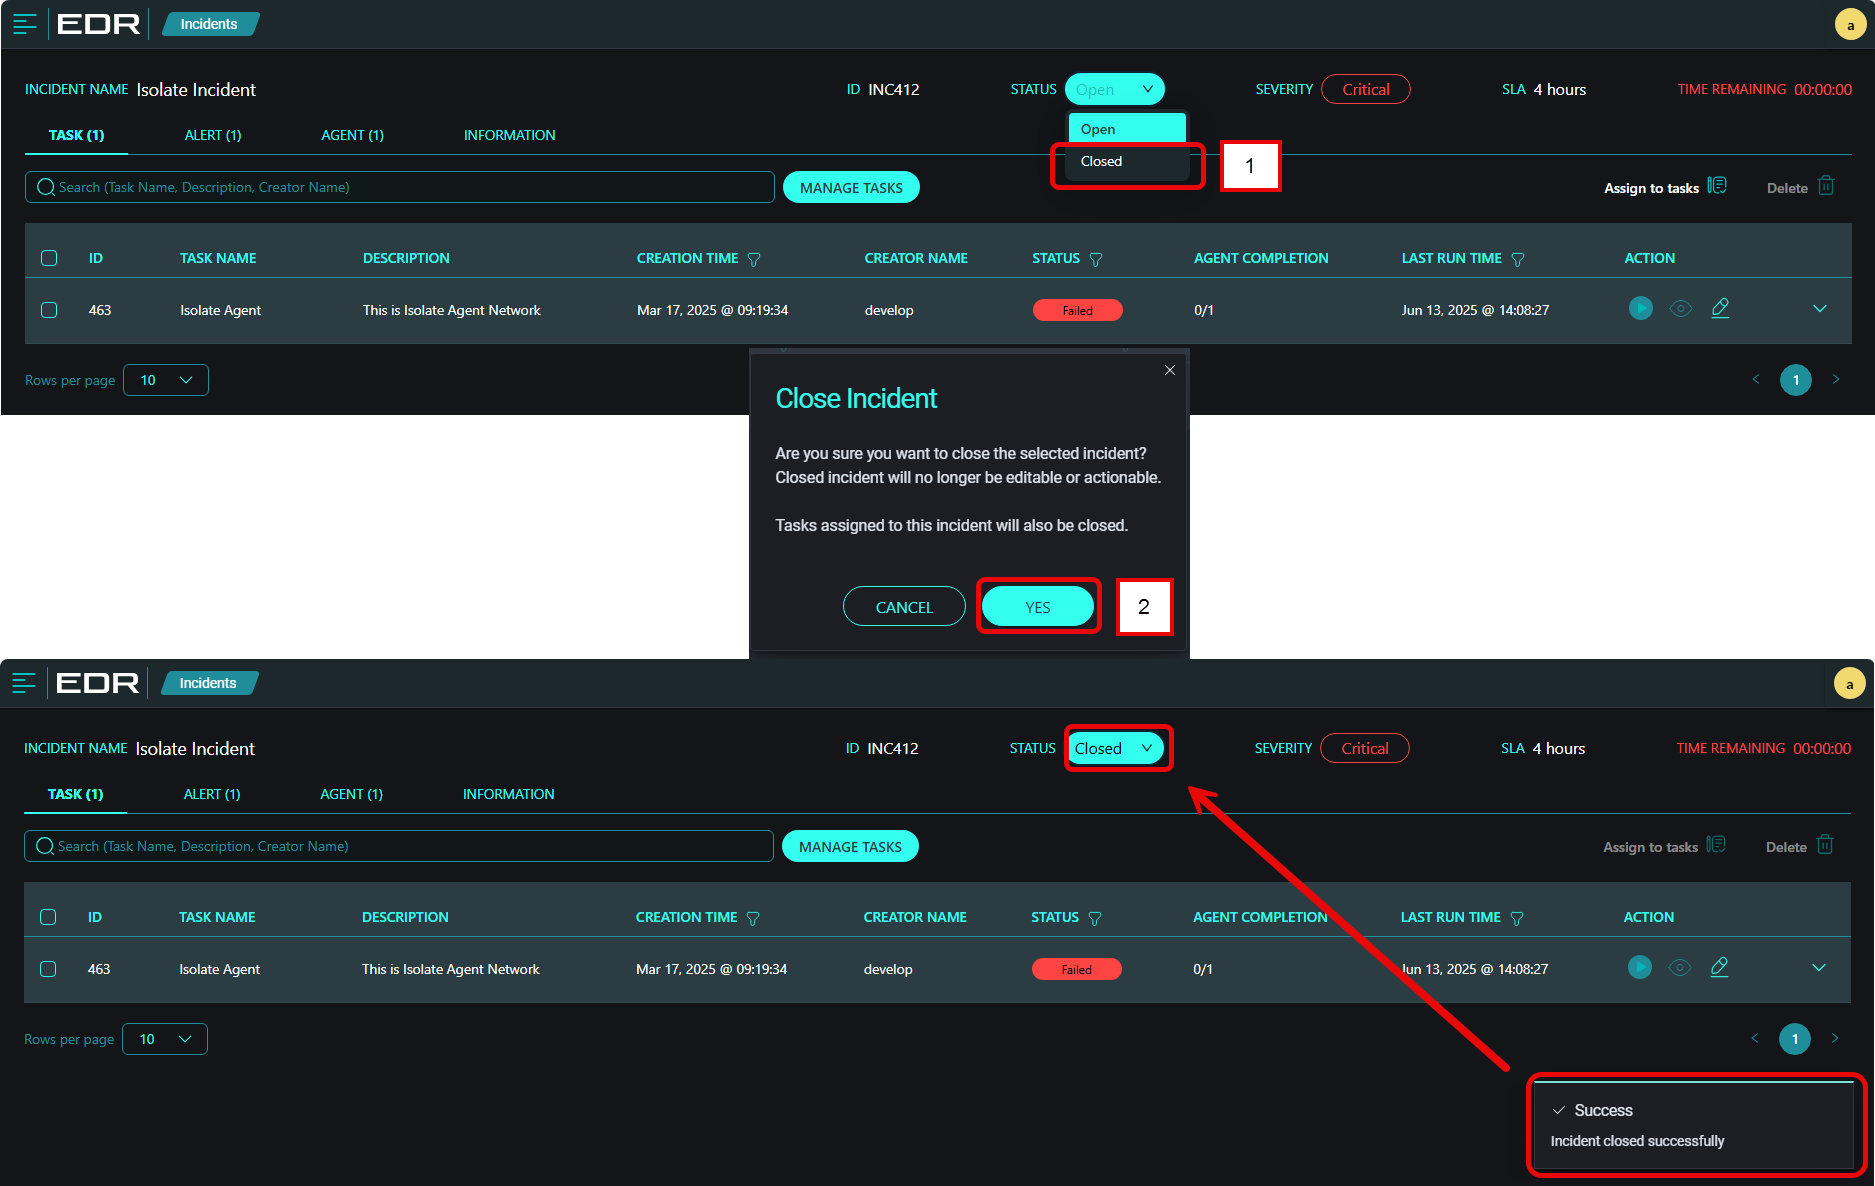 EDR Incidents a
INCIDENT NAME Isolate Incident ID INC412 STATUS Open SEVERITY Critical SLA 4 hours TIME REMAINING 00:00:00
Open
TASK (1) ALERT (1) AGENT (1) INFORMATION
Closed 1
Search (Task Name, Description, Creator Name) MANAGE TASKS Assign to tasks Delete
ID TASK NAME DESCRIPTION CREATION TIME CREATOR NAME STATUS AGENT COMPLETION LAST RUN TIME ACTION
463 Isolate Agent This is Isolate Agent Network Mar 17, 2025 @ 09:19:34 develop Failed 0/1 Jun 13, 2025 @ 14:08:27
Rows per page 10 < 1 >
Close Incident
Are you sure you want to close the selected incident?
Closed incident will no longer be editable or actionable.
Tasks assigned to this incident will also be closed.
CANCEL YES 2
EDR Incidents a
INCIDENT NAME Isolate Incident ID INC412 STATUS Closed SEVERITY Critical SLA 4 hours TIME REMAINING 00:00:00
TASK (1) ALERT (1) AGENT (1) INFORMATION
Search (Task Name, Description, Creator Name) MANAGE TASKS Assign to tasks Delete
ID TASK NAME DESCRIPTION CREATION TIME CREATOR NAME STATUS AGENT COMPLETION LAST RUN TIME ACTION
463 Isolate Agent This is Isolate Agent Network Mar 17, 2025 @ 09:19:34 develop Failed 0/1 Jun 13, 2025 @ 14:08:27
Rows per page 10 < 1 >
Success
Incident closed successfully